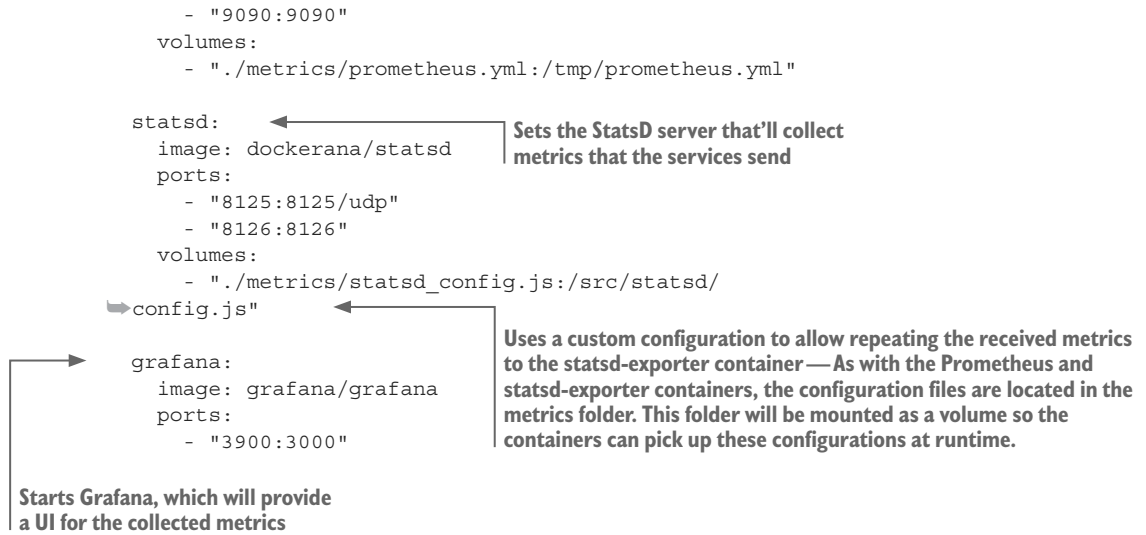 - "9090:9090"
volumes:
- "./metrics/prometheus.yml:/tmp/prometheus.yml"
statsd:
Sets the StatsD server that'll collect
metrics that the services send
image: dockerana/statsd
ports:
- "8125:8125/udp"
- "8126:8126"
volumes:
- "./metrics/statsd_config.js:/src/statsd/
➥config.js"
Uses a custom configuration to allow repeating the received metrics
to the statsd-exporter container—As with the Prometheus and
statsd-exporter containers, the configuration files are located in the
metrics folder. This folder will be mounted as a volume so the
containers can pick up these configurations at runtime.
grafana:
image: grafana/grafana
ports:
- "3900:3000"
Starts Grafana, which will provide
a UI for the collected metrics